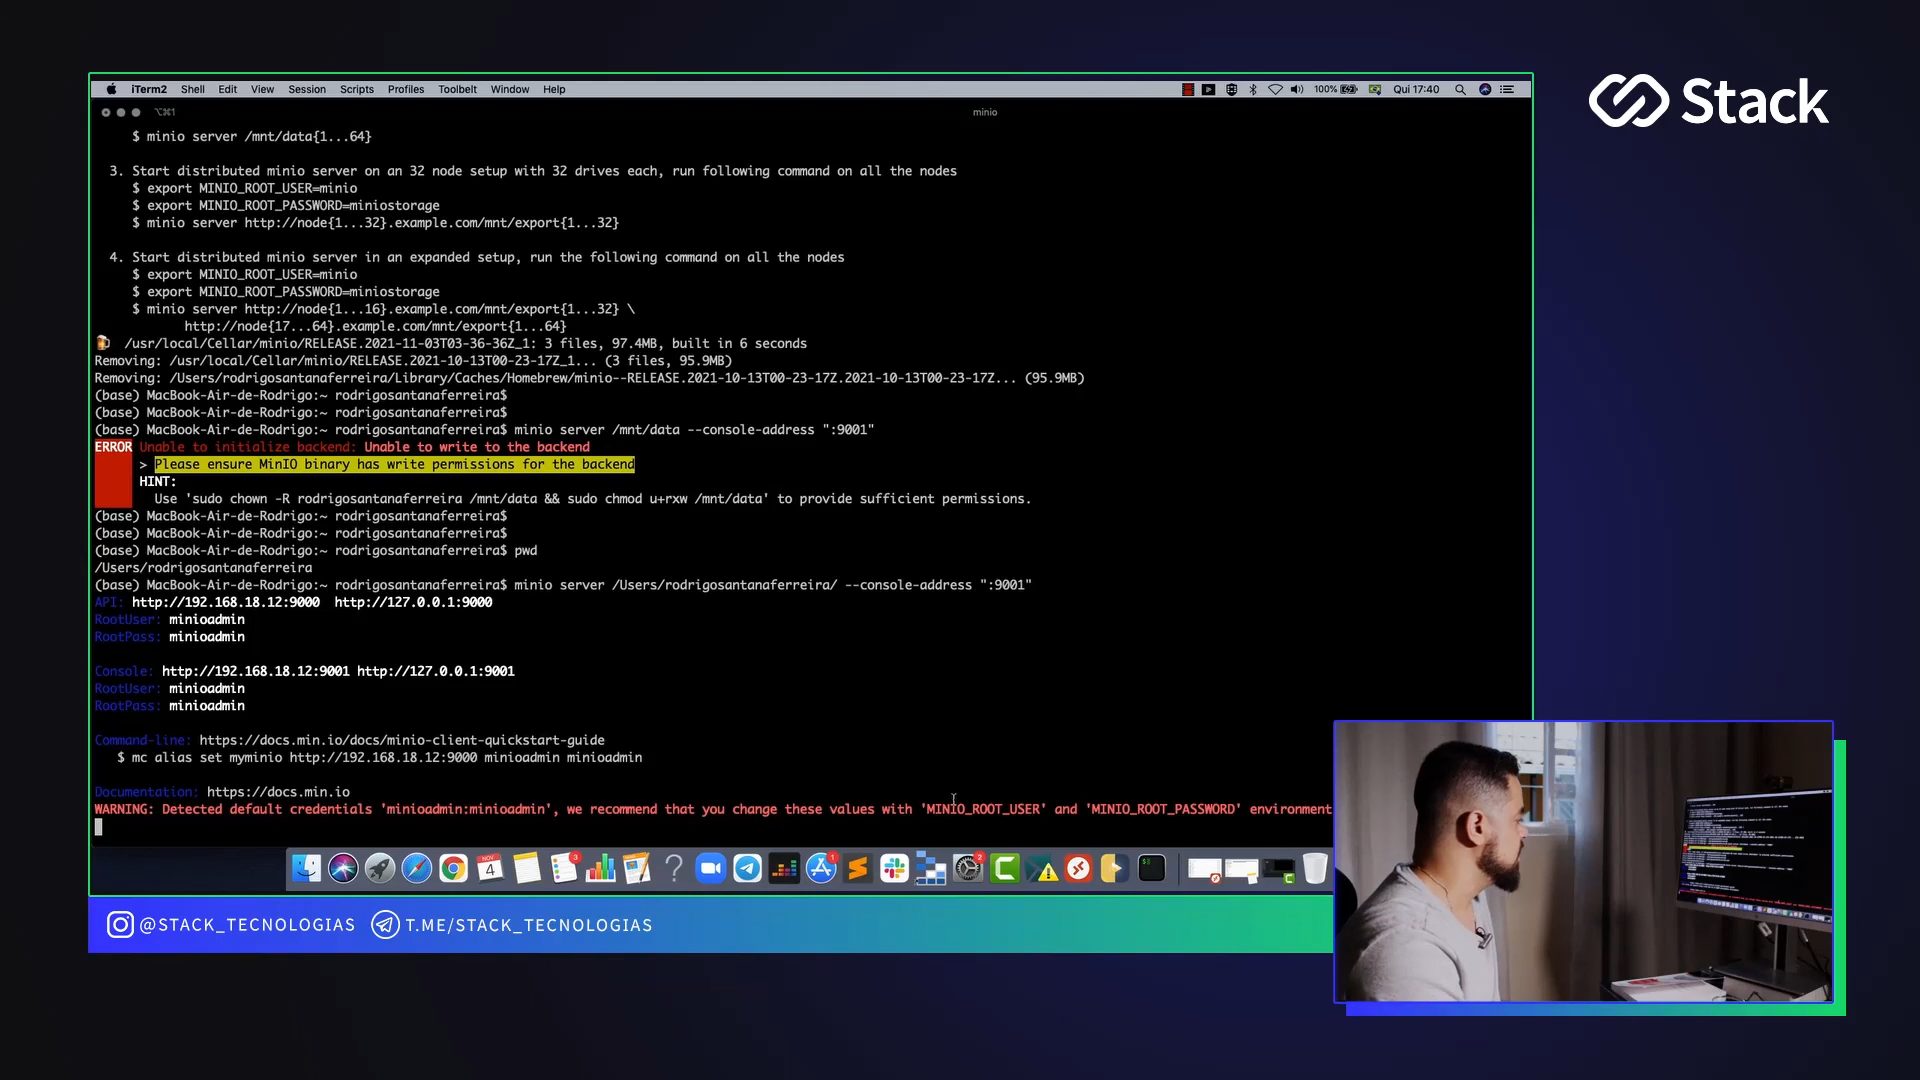 Stack
iTerm2 Shell Edit View Session Scripts Profiles Toolbelt Window Help 100% Qui 17:40
⌥⌘1 minio
$ minio server /mnt/data{1...64}
3. Start distributed minio server on an 32 node setup with 32 drives each, run following command on all the nodes
$ export MINIO_ROOT_USER=minio
$ export MINIO_ROOT_PASSWORD=miniostorage
$ minio server http://node{1...32}.example.com/mnt/export{1...32}
4. Start distributed minio server in an expanded setup, run the following command on all the nodes
$ export MINIO_ROOT_USER=minio
$ export MINIO_ROOT_PASSWORD=miniostorage
$ minio server http://node{1...16}.example.com/mnt/export{1...32} \
http://node{17...64}.example.com/mnt/export{1...64}
🍺 /usr/local/Cellar/minio/RELEASE.2021-11-03T03-36-36Z_1: 3 files, 97.4MB, built in 6 seconds
Removing: /usr/local/Cellar/minio/RELEASE.2021-10-13T00-23-17Z_1... (3 files, 95.9MB)
Removing: /Users/rodrigosantanaferreira/Library/Caches/Homebrew/minio--RELEASE.2021-10-13T00-23-17Z.2021-10-13T00-23-17Z... (95.9MB)
(base) MacBook-Air-de-Rodrigo:~ rodrigosantanaferreira$
(base) MacBook-Air-de-Rodrigo:~ rodrigosantanaferreira$
(base) MacBook-Air-de-Rodrigo:~ rodrigosantanaferreira$ minio server /mnt/data --console-address ":9001"
ERROR Unable to initialize backend: Unable to write to the backend
> Please ensure MinIO binary has write permissions for the backend
HINT:
Use 'sudo chown -R rodrigosantanaferreira /mnt/data && sudo chmod u+rxw /mnt/data' to provide sufficient permissions.
(base) MacBook-Air-de-Rodrigo:~ rodrigosantanaferreira$
(base) MacBook-Air-de-Rodrigo:~ rodrigosantanaferreira$
(base) MacBook-Air-de-Rodrigo:~ rodrigosantanaferreira$ pwd
/Users/rodrigosantanaferreira
(base) MacBook-Air-de-Rodrigo:~ rodrigosantanaferreira$ minio server /Users/rodrigosantanaferreira/ --console-address ":9001"
API: http://192.168.18.12:9000 http://127.0.0.1:9000
RootUser: minioadmin
RootPass: minioadmin
Console: http://192.168.18.12:9001 http://127.0.0.1:9001
RootUser: minioadmin
RootPass: minioadmin
Command-line: https://docs.min.io/docs/minio-client-quickstart-guide
$ mc alias set myminio http://192.168.18.12:9000 minioadmin minioadmin
Documentation: https://docs.min.io
WARNING: Detected default credentials 'minioadmin:minioadmin', we recommend that you change these values with 'MINIO_ROOT_USER' and 'MINIO_ROOT_PASSWORD' environment
NOV
4 3 1 2
@STACK_TECNOLOGIAS T.ME/STACK_TECNOLOGIAS